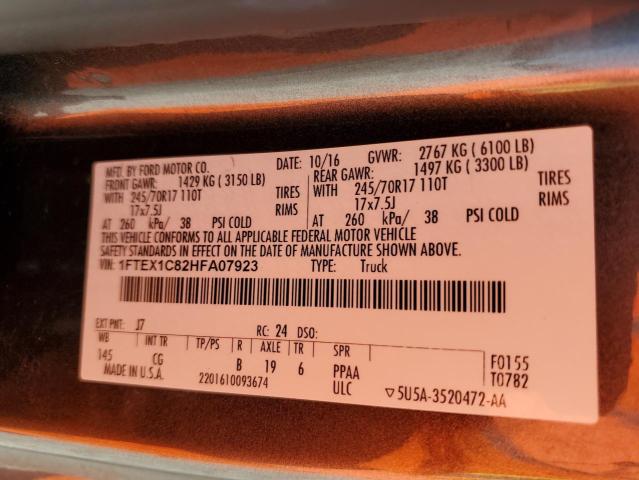 MFD. BY FORD MOTOR CO.
DATE: 10/16 GVWR: 2767 KG ( 6100 LB)
FRONT GAWR: 1429 KG ( 3150 LB) REAR GAWR: 1497 KG ( 3300 LB)
WITH 245/70R17 110T TIRES WITH 245/70R17 110T TIRES
17x7.5J RIMS 17x7.5J RIMS
AT 260 kPa/ 38 PSI COLD AT 260 kPa/ 38 PSI COLD
THIS VEHICLE CONFORMS TO ALL APPLICABLE FEDERAL MOTOR VEHICLE
SAFETY STANDARDS IN EFFECT ON THE DATE OF MANUFACTURE SHOWN ABOVE.
VIN: 1FTEX1C82HFA07923 TYPE: Truck
EXT PNT: J7 RC: 24 DSO:
WB INT TR TP/PS R AXLE TR SPR
145 CG B 19 6 PPAA
F0155
T0782
MADE IN U.S.A. 2201610093674 ULC ▽5U5A-3520472-AA